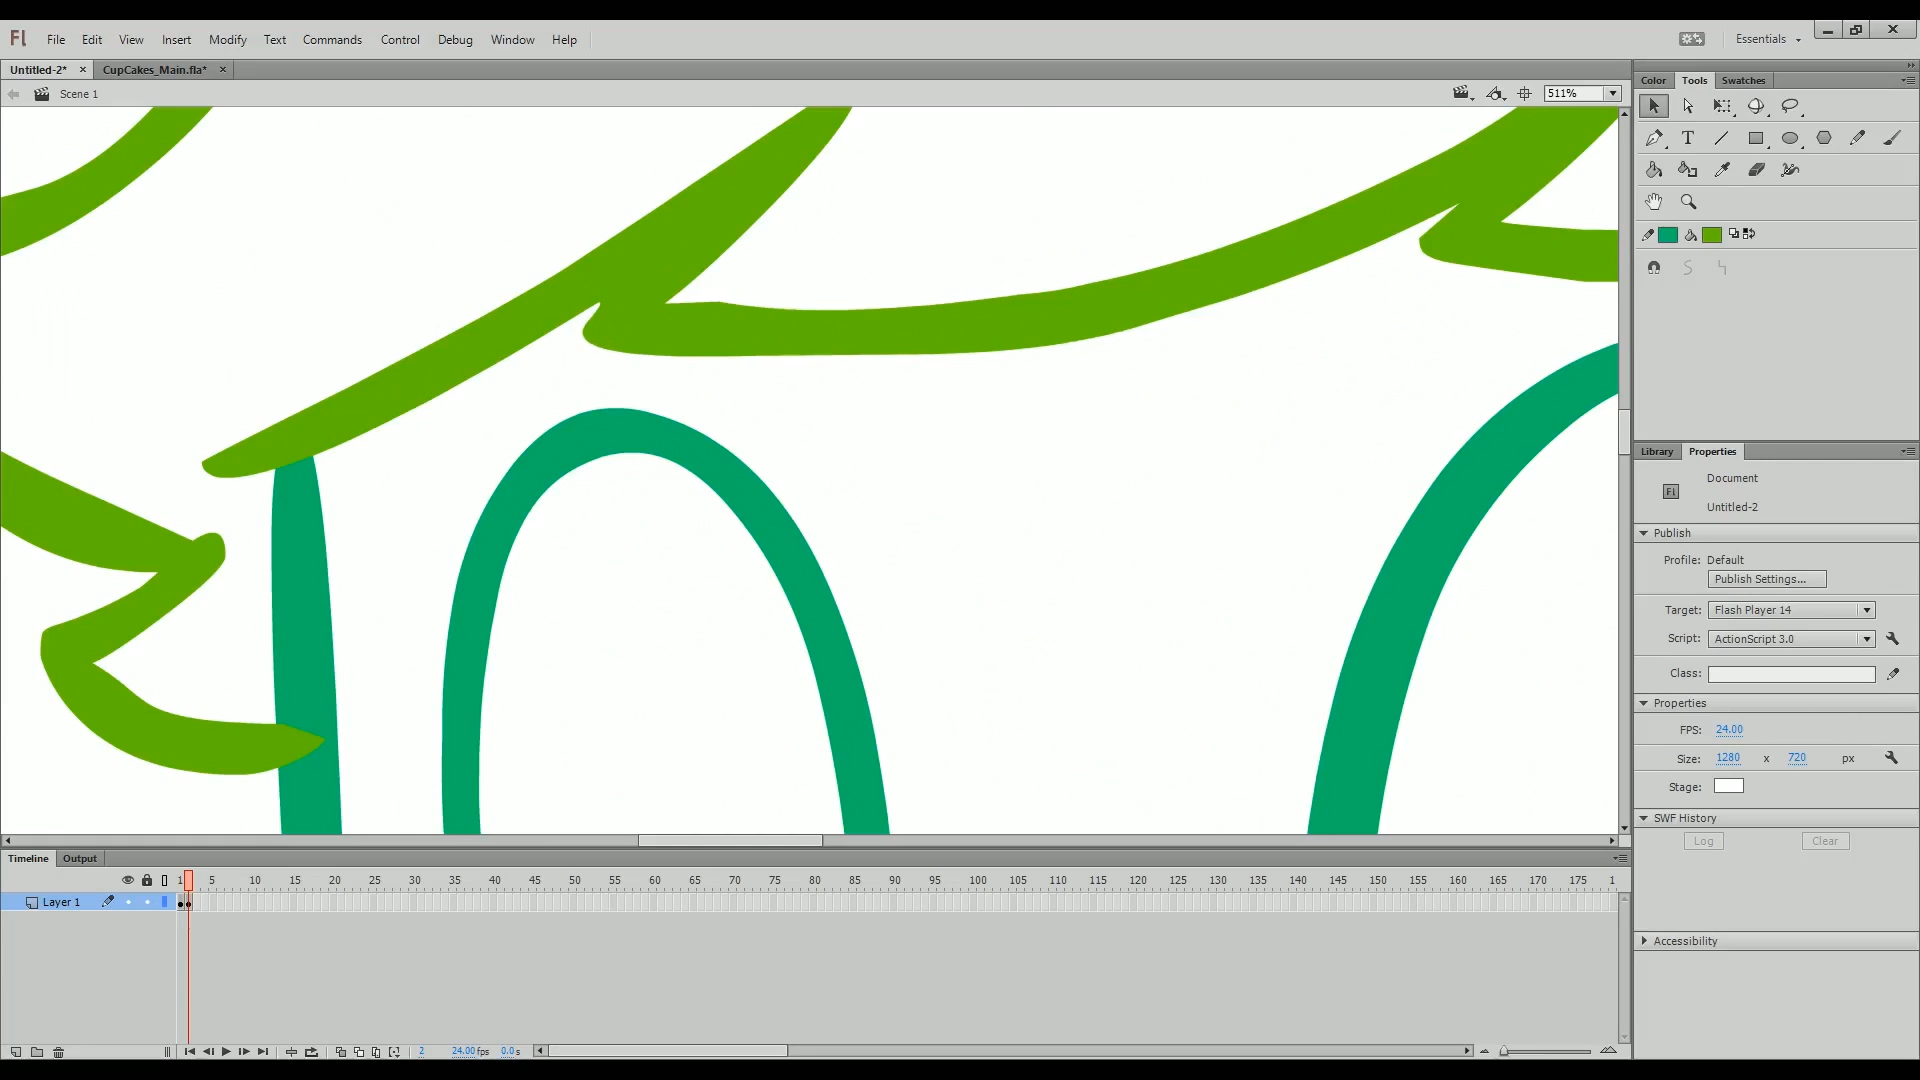 Fl File Edit View Insert Modify Text Commands Control Debug Window Help Essentials
Untitled-2* × CupCakes_Main.fla* ×
Scene 1 511%
Color Tools Swatches
T
Library Properties
Document
Fl
Untitled-2
Publish
Profile: Default
Publish Settings...
Target: Flash Player 14
Script: ActionScript 3.0
Class:
Properties
FPS: 24.00
Size: 1280 x 720 px
Stage:
SWF History
Log Clear
Accessibility
Timeline Output
1 5 10 15 20 25 30 35 40 45 50 55 60 65 70 75 80 85 90 95 100 105 110 115 120 125 130 135 140 145 150 155 160 165 170 175 1
Layer 1
2 24.00 fps 0.0 s